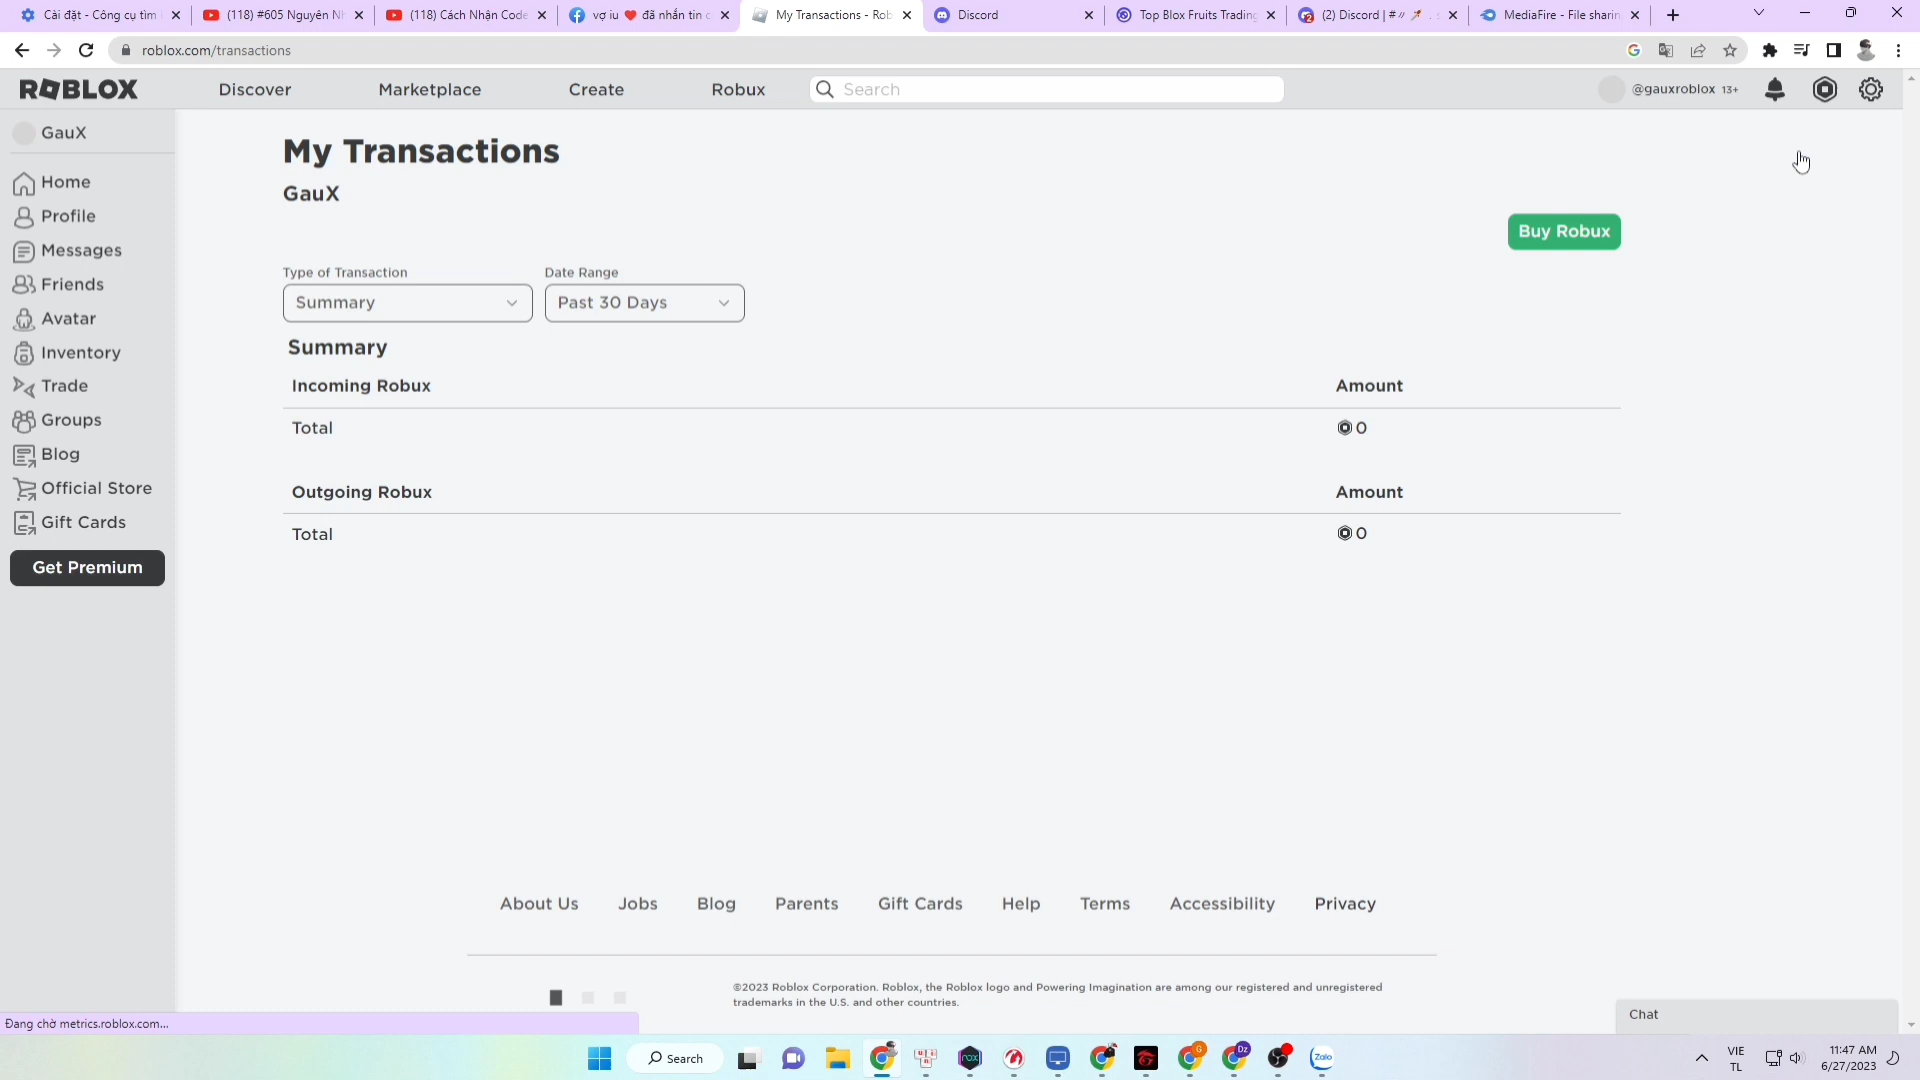 Cài đặt - Công cụ tìm
(118) #605 Nguyên Nh
(118) Cách Nhận Code
vợ iu ❤️ đã nhắn tin c
My Transactions - Rob
Discord
Top Blox Fruits Trading
(2) Discord | #
MediaFire - File sharin
roblox.com/transactions
ROBLOX
Discover
Marketplace
Create
Robux
Search
@gauxroblox 13+
GauX
Home
Profile
Messages
Friends
Avatar
Inventory
Trade
Groups
Blog
Official Store
Gift Cards
Get Premium
My Transactions
GauX
Buy Robux
Type of Transaction
Date Range
Summary
Past 30 Days
Summary
Incoming Robux
Amount
Total
0
Outgoing Robux
Amount
Total
0
About Us
Jobs
Blog
Parents
Gift Cards
Help
Terms
Accessibility
Privacy
©2023 Roblox Corporation. Roblox, the Roblox logo and Powering Imagination are among our registered and unregistered
trademarks in the U.S. and other countries.
Chat
Đang chờ metrics.roblox.com...
Search
Zalo
VIE
TL
11:47 AM
6/27/2023